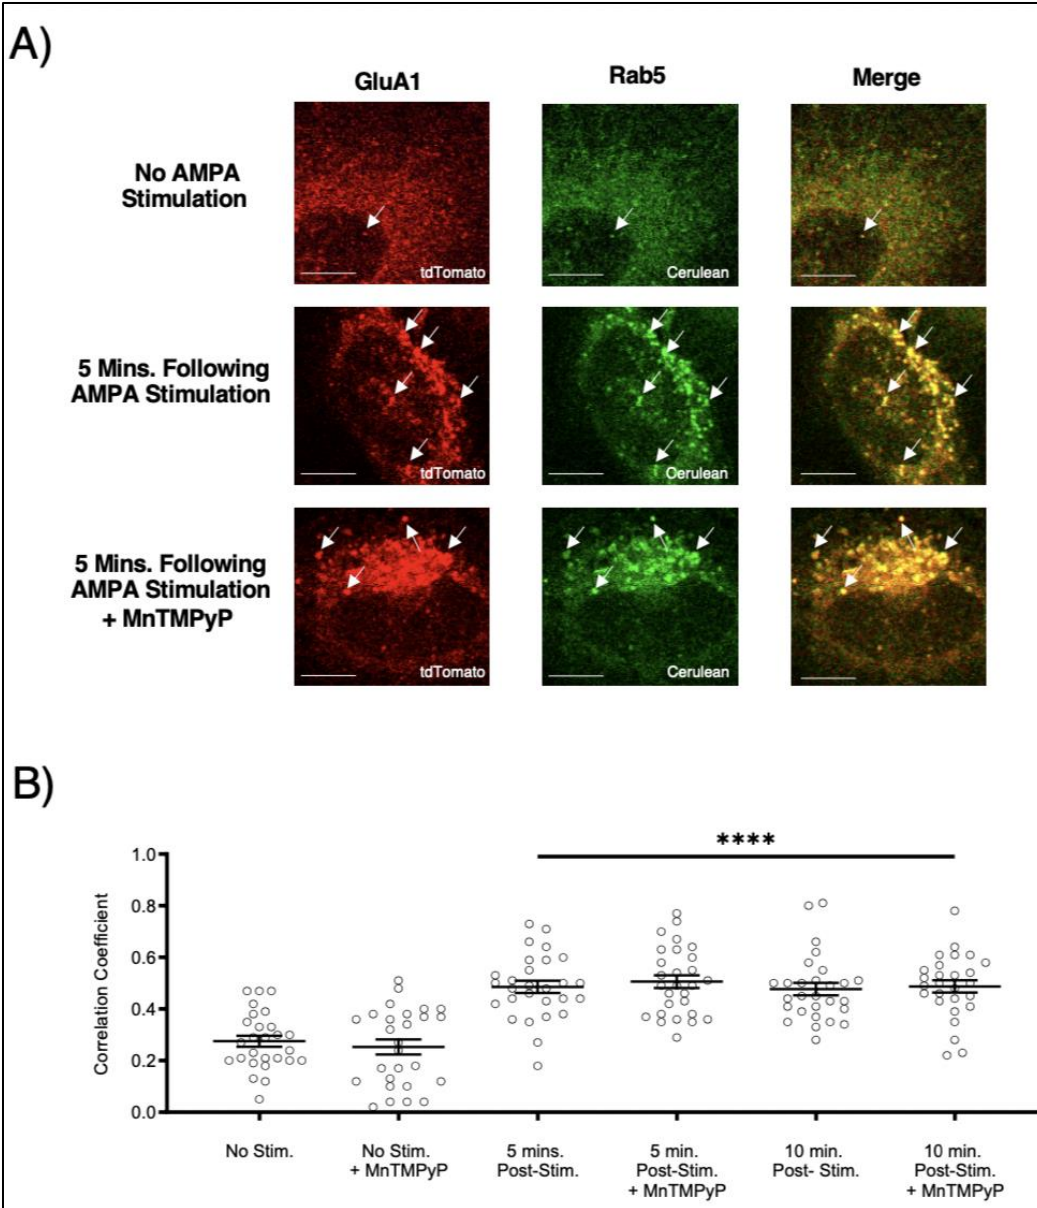 A)
GluA1
Rab5
Merge
No AMPA
Stimulation
tdTomato
Cerulean
5 Mins. Following
AMPA Stimulation
tdTomato
Cerulean
5 Mins. Following
AMPA Stimulation
+ MnTMPyP
tdTomato
Cerulean
B)
****
1.0
0.8
0.6
0.4
0.2
0.0
Correlation Coefficient
No Stim.
No Stim.
+ MnTMPyP
5 mins.
Post-Stim.
5 min.
Post-Stim.
+ MnTMPyP
10 min.
Post- Stim.
10 min.
Post-Stim.
+ MnTMPyP